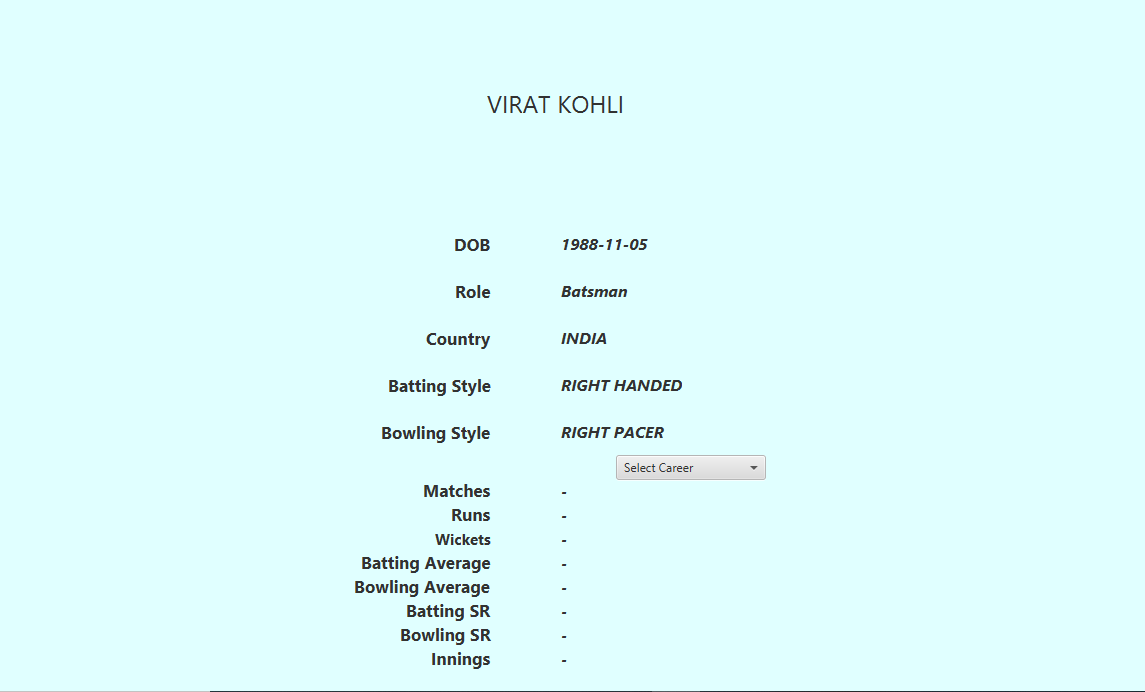 VIRAT KOHLI
DOB 1988-11-05
Role Batsman
Country INDIA
Batting Style RIGHT HANDED
Bowling Style RIGHT PACER
Select Career
Matches -
Runs -
Wickets -
Batting Average -
Bowling Average -
Batting SR -
Bowling SR -
Innings -